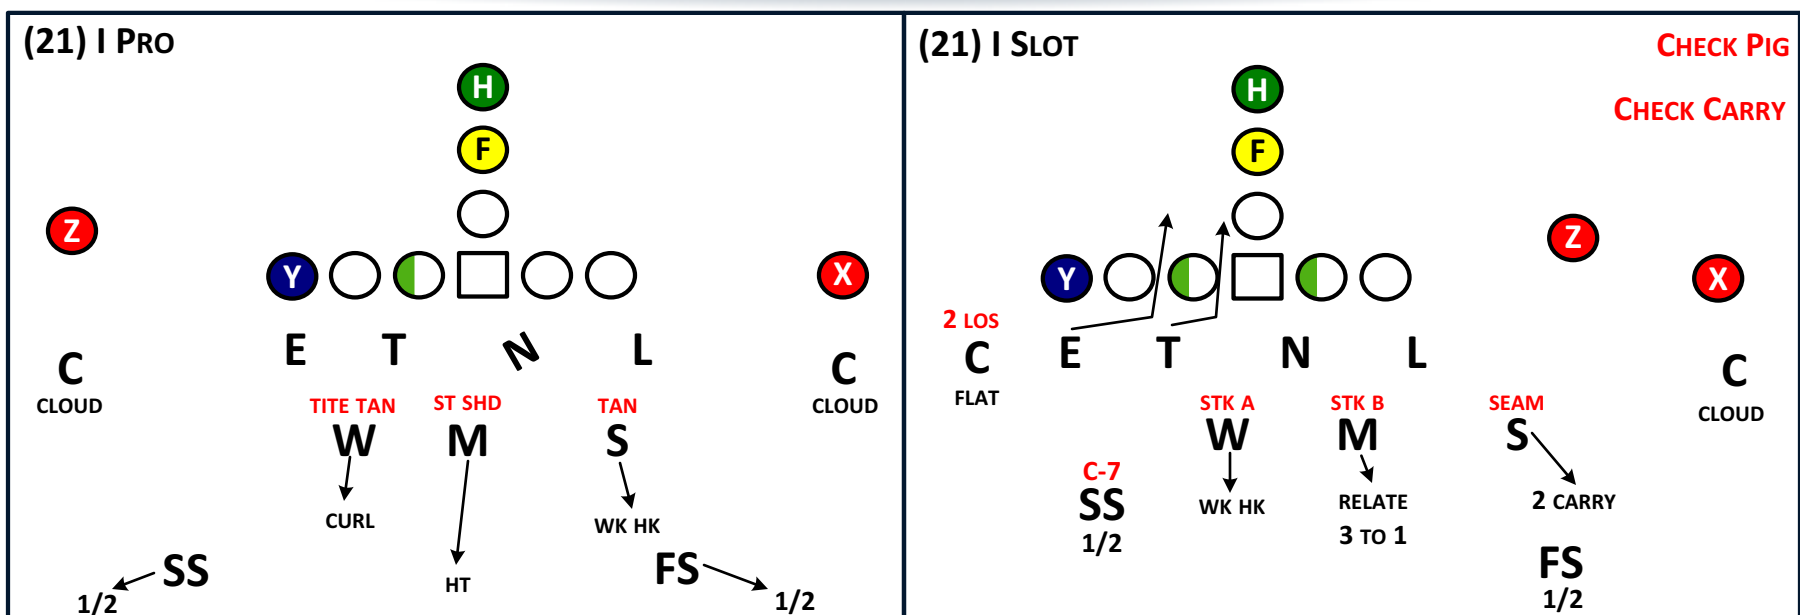 (21) I PRO
H
F
Z
Y
X
E T N L
C
CLOUD
C
CLOUD
TITE TAN
W
ST SHD
M
TAN
S
CURL
WK HK
HT
SS
1/2
FS
1/2
(21) I SLOT
CHECK PIG
CHECK CARRY
H
F
Z
Y
X
2 LOS
C
FLAT
E T N L
C
CLOUD
STK A
W
STK B
M
SEAM
S
C-7
SS
1/2
WK HK
RELATE
3 TO 1
2 CARRY
FS
1/2